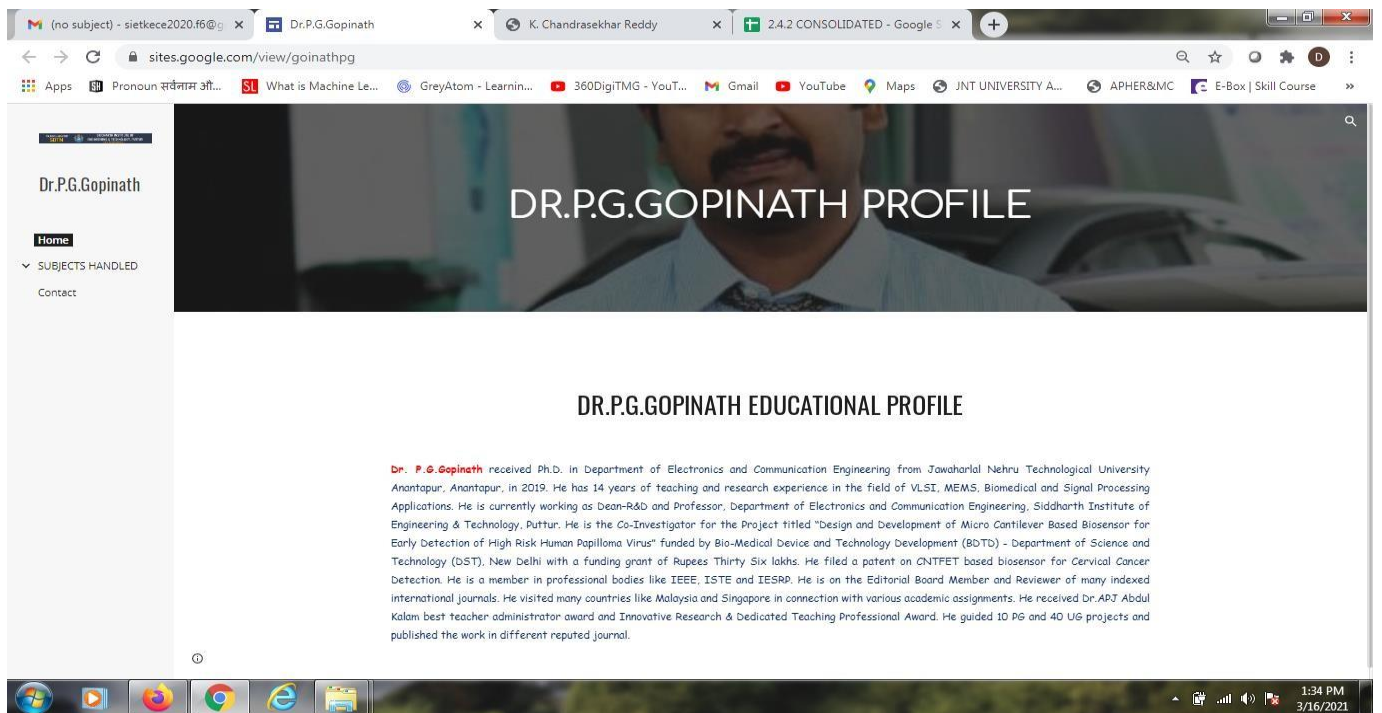 (no subject) - sietkece2020.f6@g
Dr.P.G.Gopinath
K. Chandrasekhar Reddy
2.4.2 CONSOLIDATED - Google S
sites.google.com/view/goinathpg
D
Apps
SH Pronoun सर्वनाम औ...
SL What is Machine Le...
GreyAtom - Learnin...
360DigiTMG - YouT...
Gmail
YouTube
Maps
JNT UNIVERSITY A...
APHER&MC
E-Box | Skill Course
»
Dr.P.G.Gopinath
Home
SUBJECTS HANDLED
Contact
DR.P.G.GOPINATH PROFILE
DR.P.G.GOPINATH EDUCATIONAL PROFILE
Dr. P.G.Gopinath received Ph.D. in Department of Electronics and Communication Engineering from Jawaharlal Nehru Technological University
Anantapur, Anantapur, in 2019. He has 14 years of teaching and research experience in the field of VLSI, MEMS, Biomedical and Signal Processing
Applications. He is currently working as Dean-R&D and Professor, Department of Electronics and Communication Engineering, Siddharth Institute of
Engineering & Technology, Puttur. He is the Co-Investigator for the Project titled "Design and Development of Micro Cantilever Based Biosensor for
Early Detection of High Risk Human Papilloma Virus" funded by Bio-Medical Device and Technology Development (BDTD) - Department of Science and
Technology (DST), New Delhi with a funding grant of Rupees Thirty Six lakhs. He filed a patent on CNTFET based biosensor for Cervical Cancer
Detection. He is a member in professional bodies like IEEE, ISTE and IESRP. He is on the Editorial Board Member and Reviewer of many indexed
international journals. He visited many countries like Malaysia and Singapore in connection with various academic assignments. He received Dr.APJ Abdul
Kalam best teacher administrator award and Innovative Research & Dedicated Teaching Professional Award. He guided 10 PG and 40 UG projects and
published the work in different reputed journal.
1:34 PM
3/16/2021